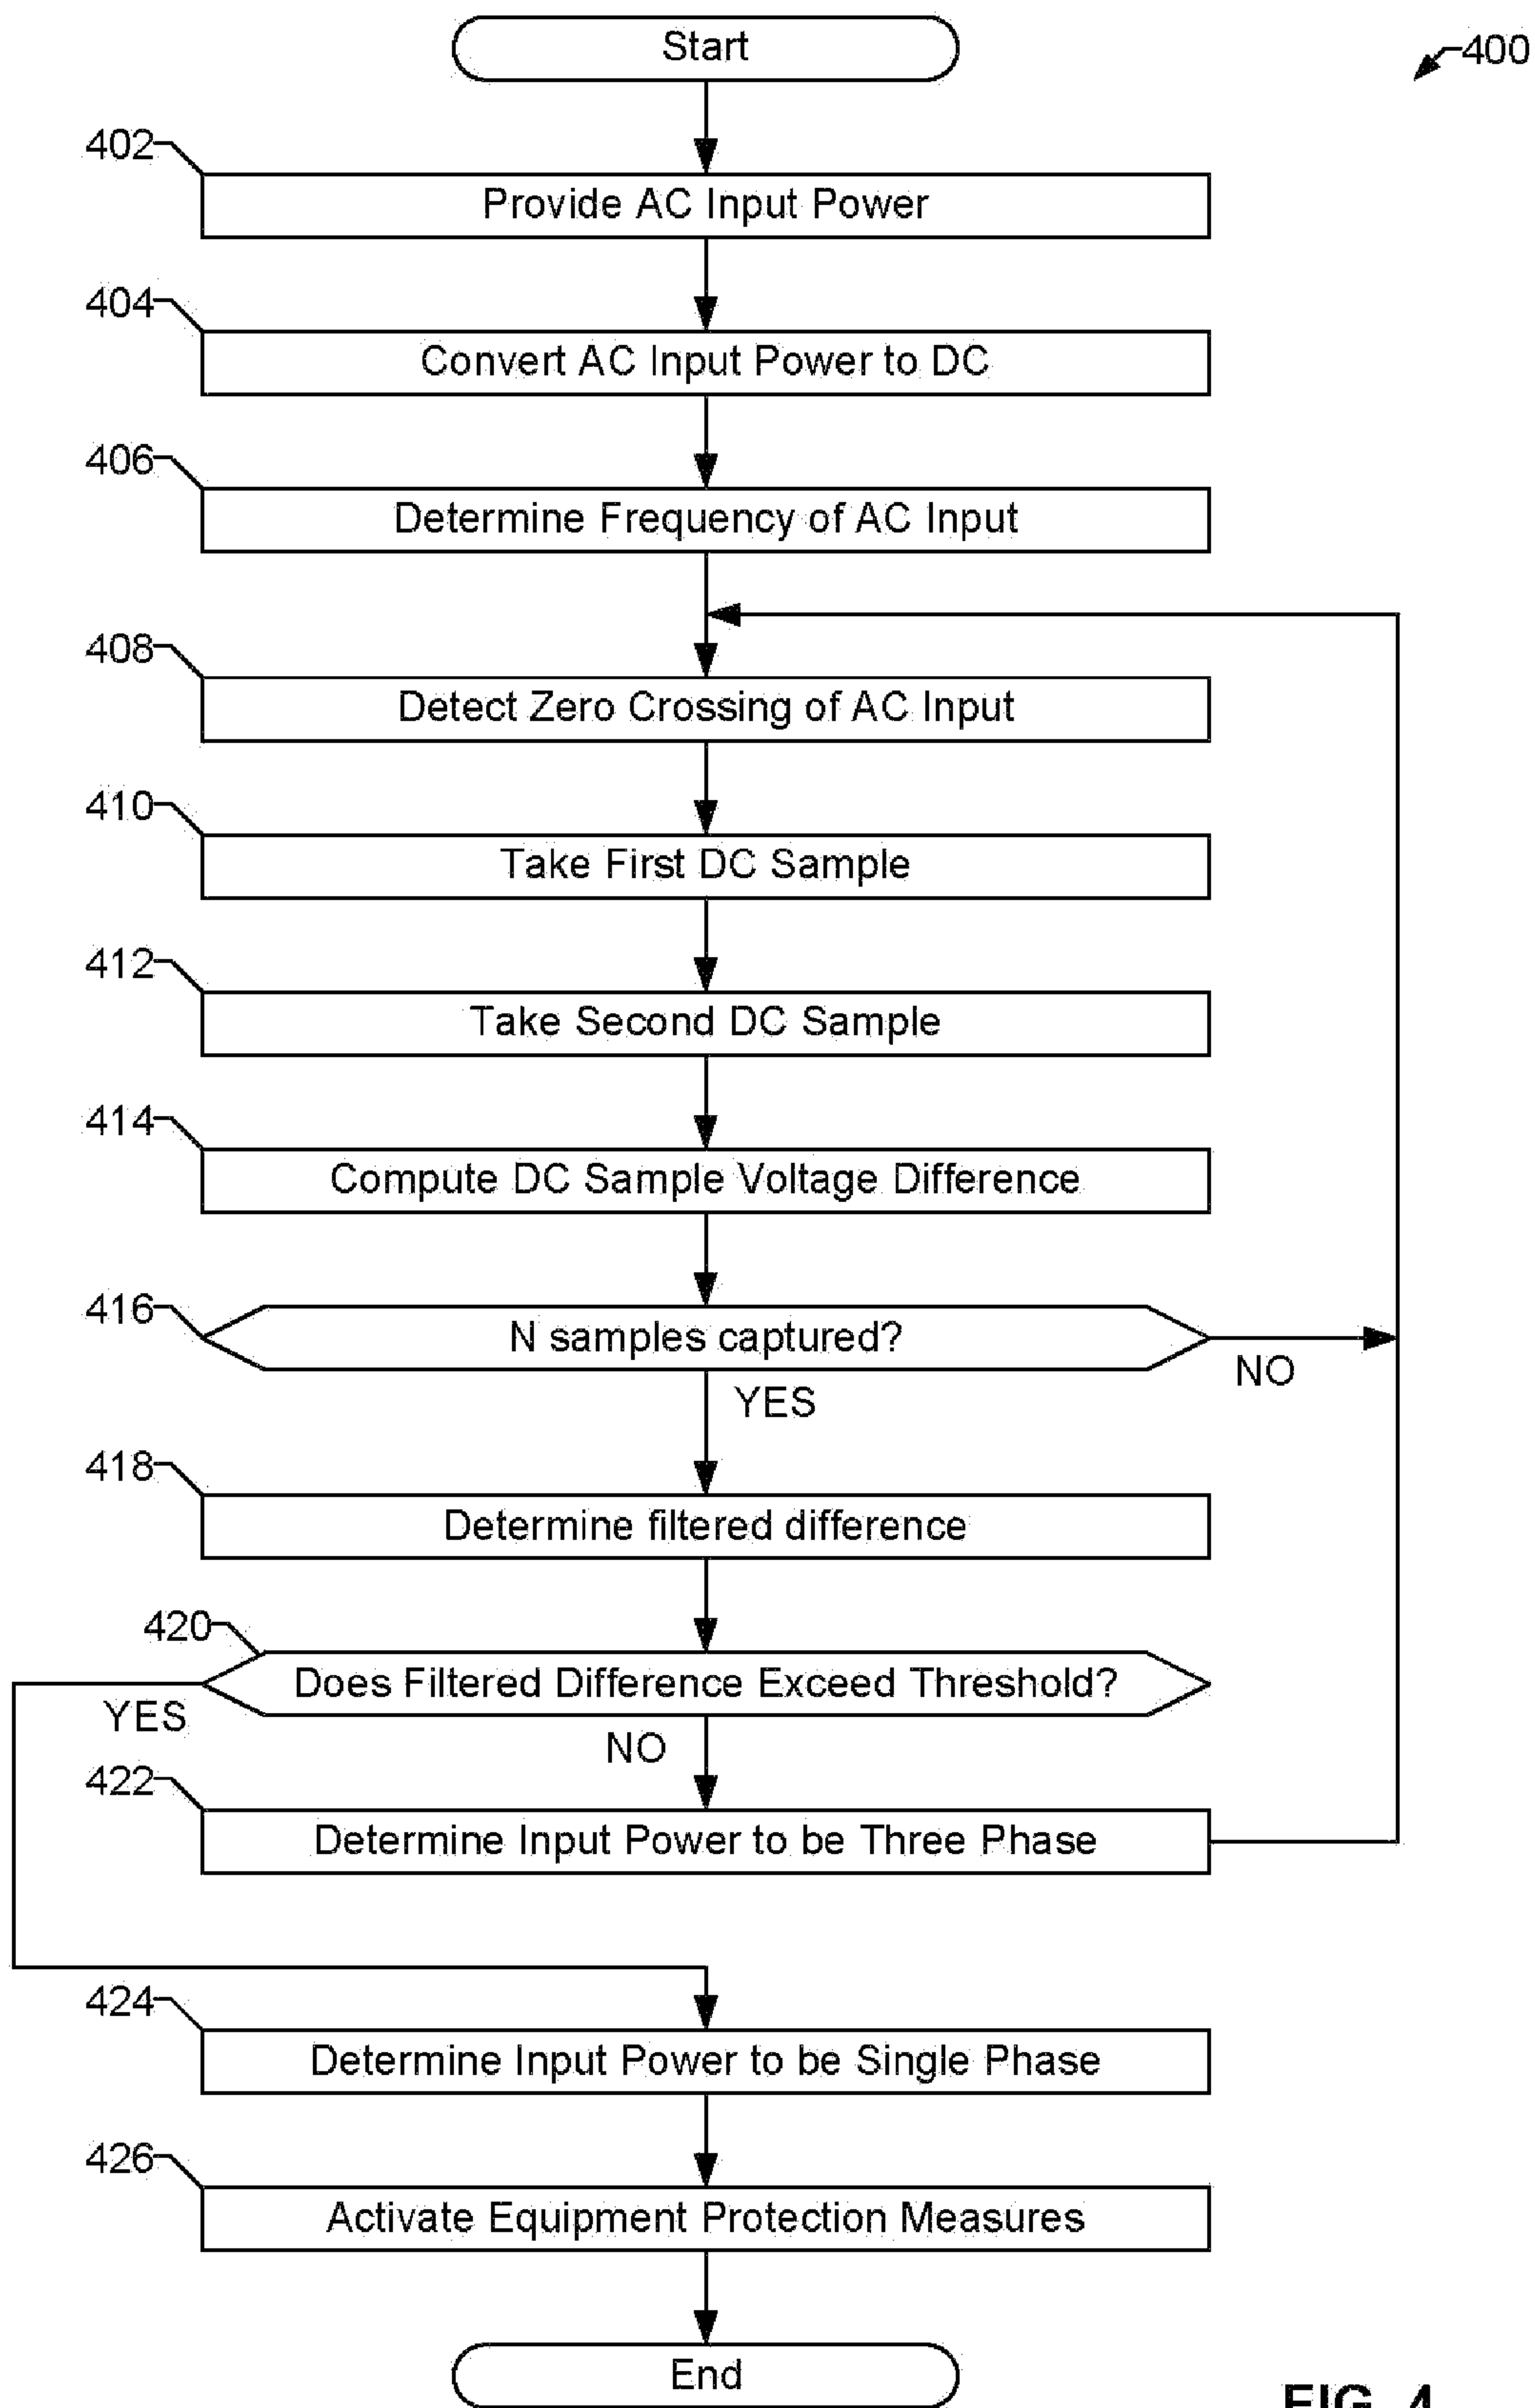 Start
400
402
Provide AC Input Power
404
Convert AC Input Power to DC
406
Determine Frequency of AC Input
408
Detect Zero Crossing of AC Input
410
Take First DC Sample
412
Take Second DC Sample
414
Compute DC Sample Voltage Difference
416
N samples captured?
NO
YES
418
Determine filtered difference
420
Does Filtered Difference Exceed Threshold?
YES
NO
422
Determine Input Power to be Three Phase
424
Determine Input Power to be Single Phase
426
Activate Equipment Protection Measures
End
FIG. 4